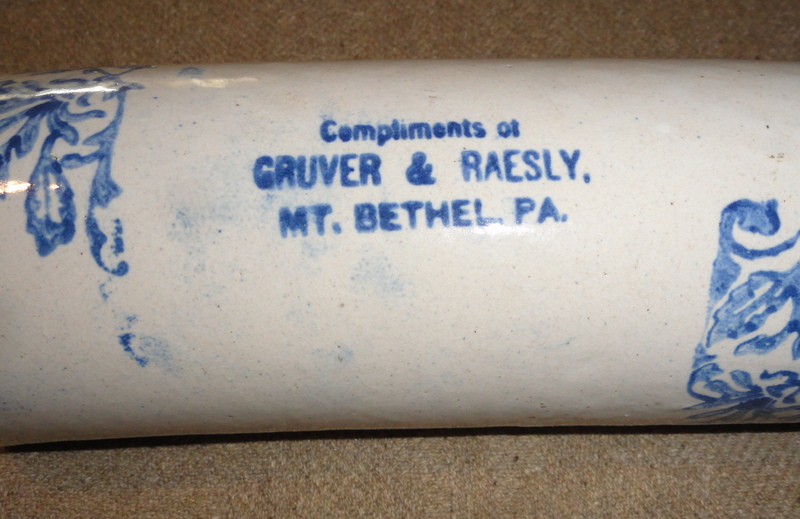 Compliments of
GRUVER & RAESLY,
MT. BETHEL, PA.